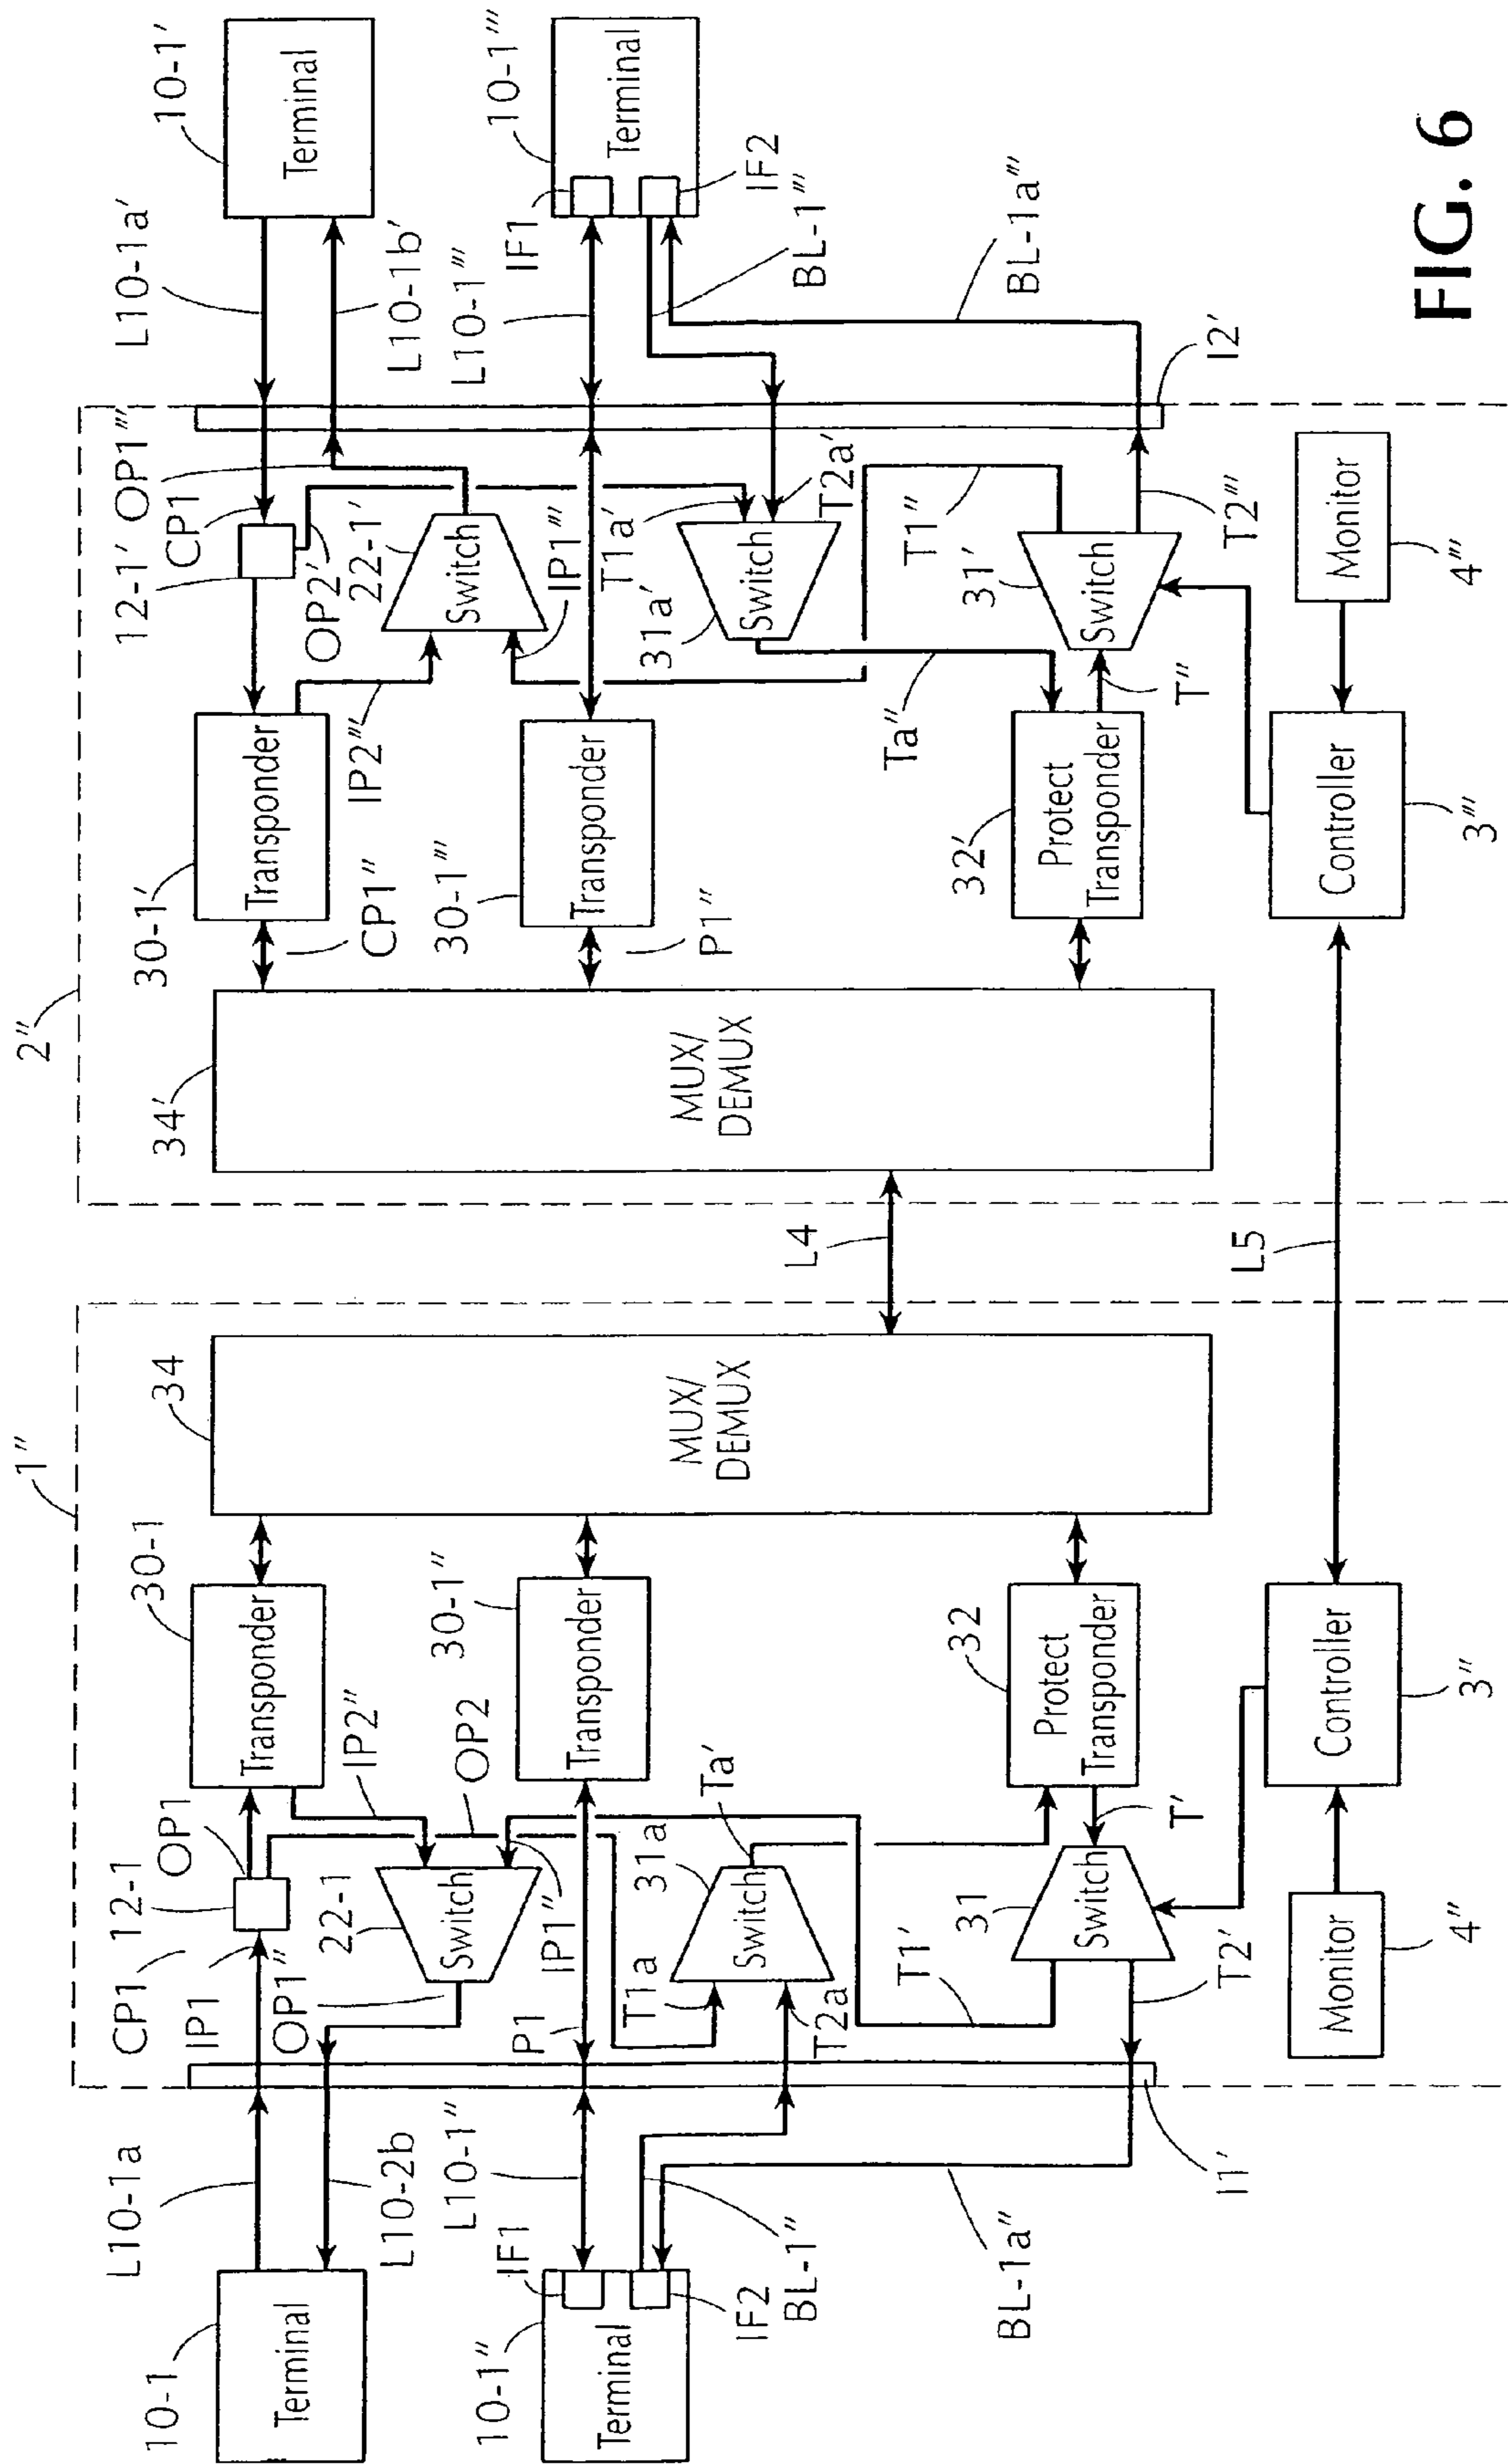 1″
2″
10-1
Terminal
L10-1a
L10-2b
CP1
12-1
IP1
OP1
OP1″
30-1
Transponder
IP2″
22-1
Switch
OP2
IP1″
10-1″
Terminal
IF1
IF2
L10-1″
BL-1″
BL-1a″
P1
30-1″
Transponder
T1a
T2a
31a
Switch
Ta′
T1′
T2′
31
Switch
T′
32
Protect
Transponder
I1′
Monitor
4″
Controller
3″
34
MUX/
DEMUX
L4
L5
34′
MUX/
DEMUX
30-1′
Transponder
CP1″
12-1′
CP1
OP2′
OP1‴
IP2‴
22-1′
Switch
IP1‴
L10-1a′
L10-1b′
10-1′
Terminal
30-1‴
Transponder
P1″
L10-1‴
IF1
10-1‴
Terminal
IF2
BL-1‴
BL-1a‴
T1a′
T2a′
31a′
Switch
Ta″
T1″
32′
Protect
Transponder
T″
31′
Switch
T2‴
I2′
Controller
3‴
Monitor
4‴
FIG. 6